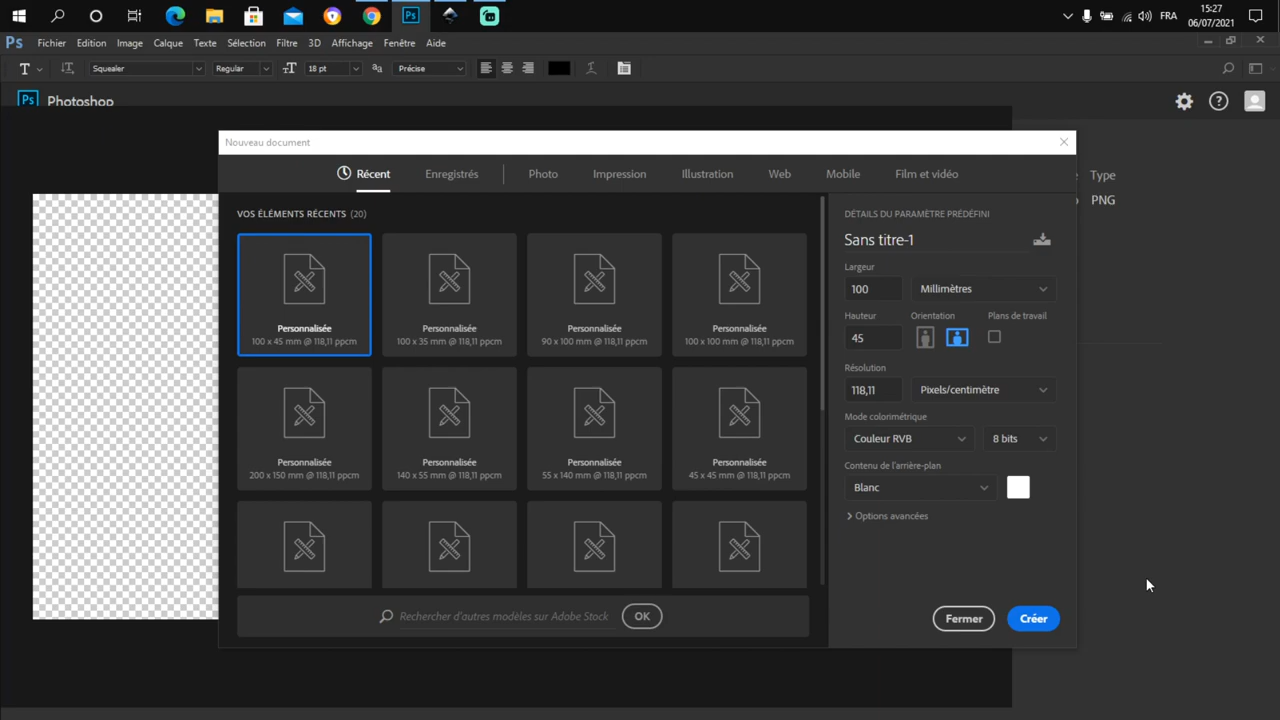 15:27
FRA
06/07/2021
Ps Fichier Edition Image Calque Texte Sélection Filtre 3D Affichage Fenêtre Aide
T Squealer Regular 18 pt aa Précise
Ps Photoshop
Nouveau document
Récent Enregistrés Photo Impression Illustration Web Mobile Film et vidéo
Type
PNG
VOS ÉLÉMENTS RÉCENTS (20)
Personnalisée
100 x 45 mm @ 118,11 ppcm
Personnalisée
100 x 35 mm @ 118,11 ppcm
Personnalisée
90 x 100 mm @ 118,11 ppcm
Personnalisée
100 x 100 mm @ 118,11 ppcm
Personnalisée
200 x 150 mm @ 118,11 ppcm
Personnalisée
140 x 55 mm @ 118,11 ppcm
Personnalisée
55 x 140 mm @ 118,11 ppcm
Personnalisée
45 x 45 mm @ 118,11 ppcm
Rechercher d'autres modèles sur Adobe Stock OK
DÉTAILS DU PARAMÈTRE PRÉDÉFINI
Sans titre-1
Largeur
100 Millimètres
Hauteur Orientation Plans de travail
45
Résolution
118,11 Pixels/centimètre
Mode colorimétrique
Couleur RVB 8 bits
Contenu de l'arrière-plan
Blanc
Options avancées
Fermer Créer